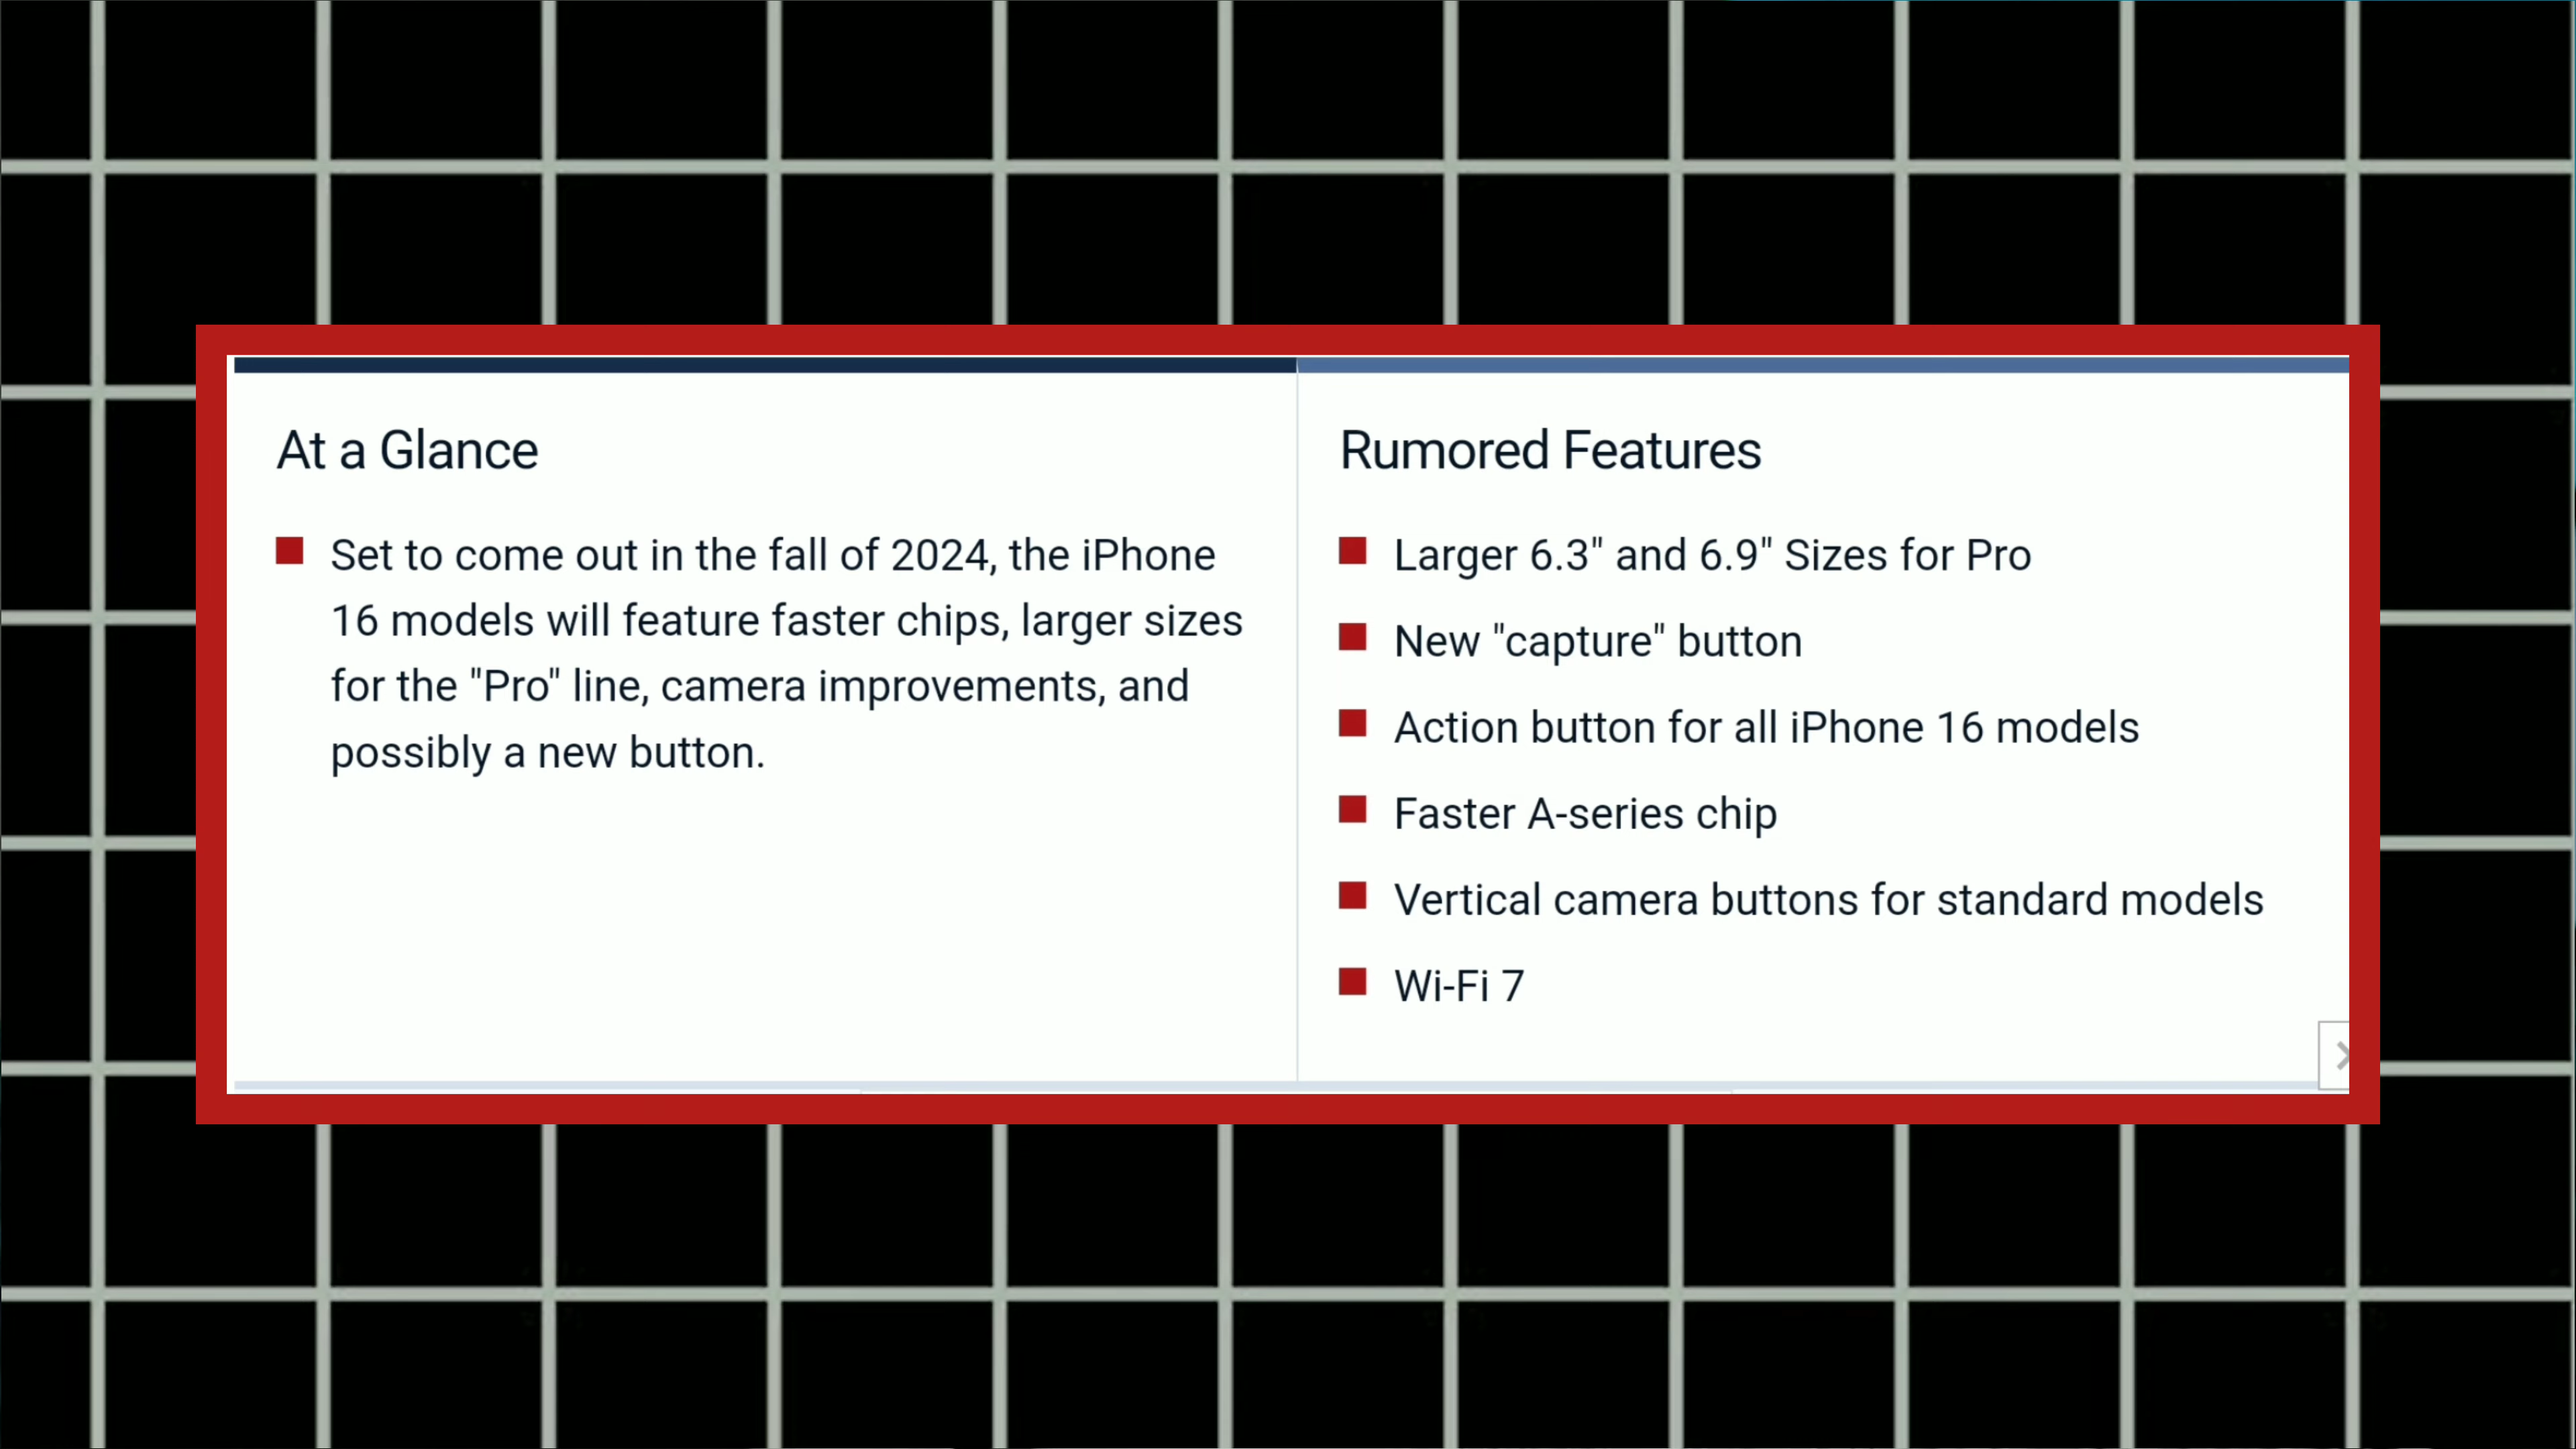 At a Glance
Set to come out in the fall of 2024, the iPhone
16 models will feature faster chips, larger sizes
for the "Pro" line, camera improvements, and
possibly a new button.
Rumored Features
Larger 6.3" and 6.9" Sizes for Pro
New "capture" button
Action button for all iPhone 16 models
Faster A-series chip
Vertical camera buttons for standard models
Wi-Fi 7